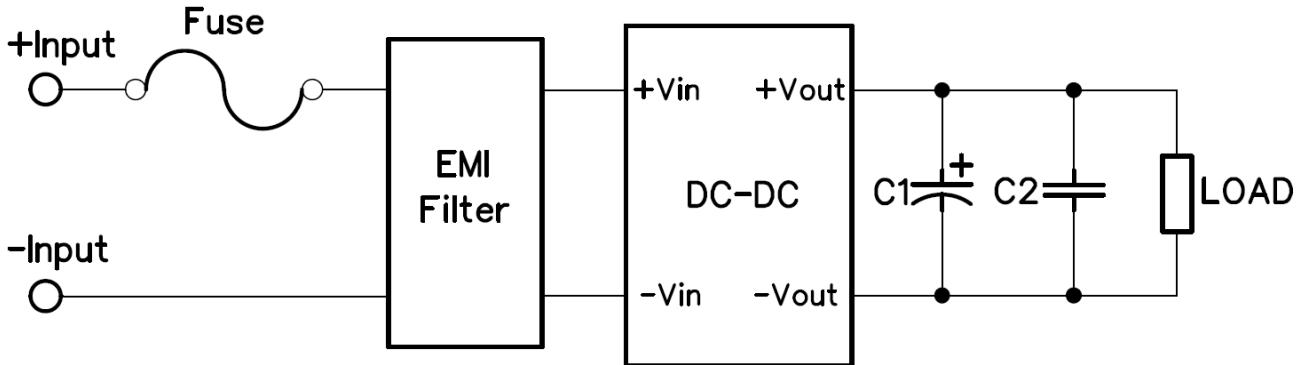 Fuse
+Input
+Vin
+Vout
EMI
Filter
DC-DC
C1
+
C2
LOAD
-Input
-Vin
-Vout